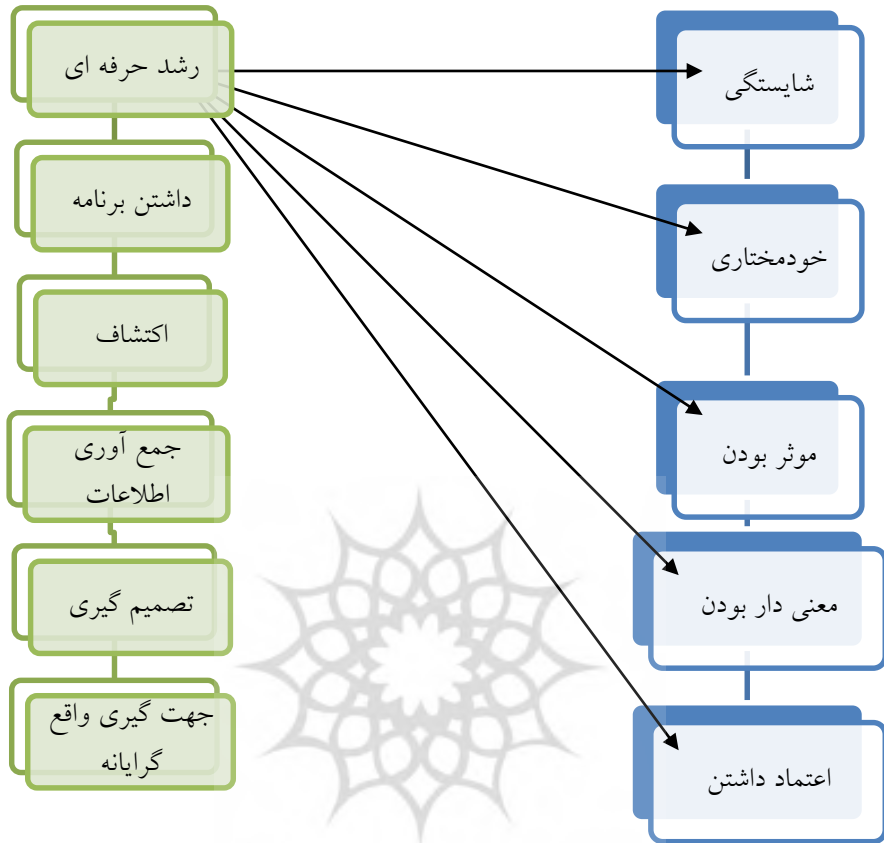 رشد حرفه ای
داشتن برنامه
اکتشاف
جمع آوری
اطلاعات
تصمیم گیری
جهت گیری واقع
گرایانه
شایستگی
خودمختاری
موثر بودن
معنی دار بودن
اعتماد داشتن